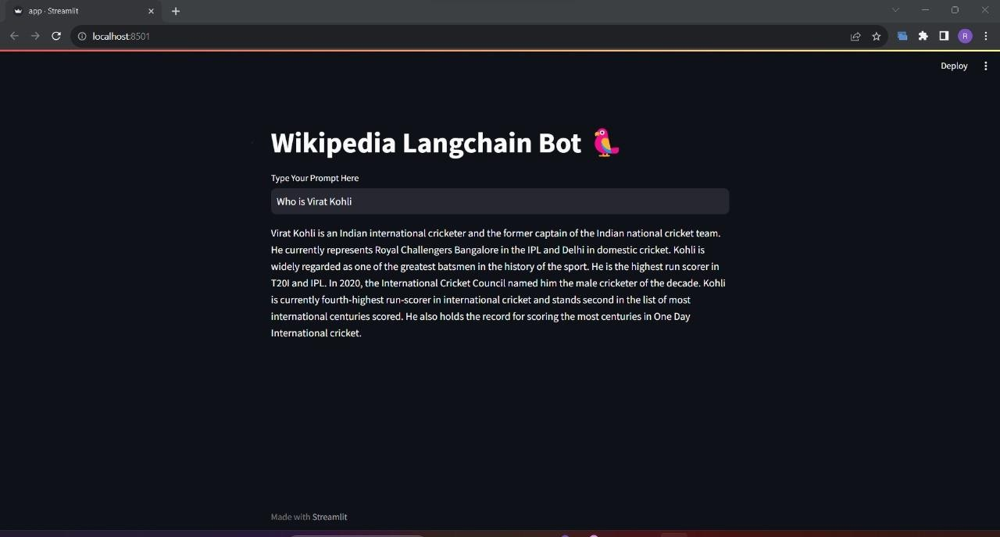 app · Streamlit
localhost:8501
R
Deploy
Wikipedia Langchain Bot 🦜
Type Your Prompt Here
Who is Virat Kohli
Virat Kohli is an Indian international cricketer and the former captain of the Indian national cricket team.
He currently represents Royal Challengers Bangalore in the IPL and Delhi in domestic cricket. Kohli is
widely regarded as one of the greatest batsmen in the history of the sport. He is the highest run scorer in
T20I and IPL. In 2020, the International Cricket Council named him the male cricketer of the decade. Kohli
is currently fourth-highest run-scorer in international cricket and stands second in the list of most
international centuries scored. He also holds the record for scoring the most centuries in One Day
International cricket.
Made with Streamlit